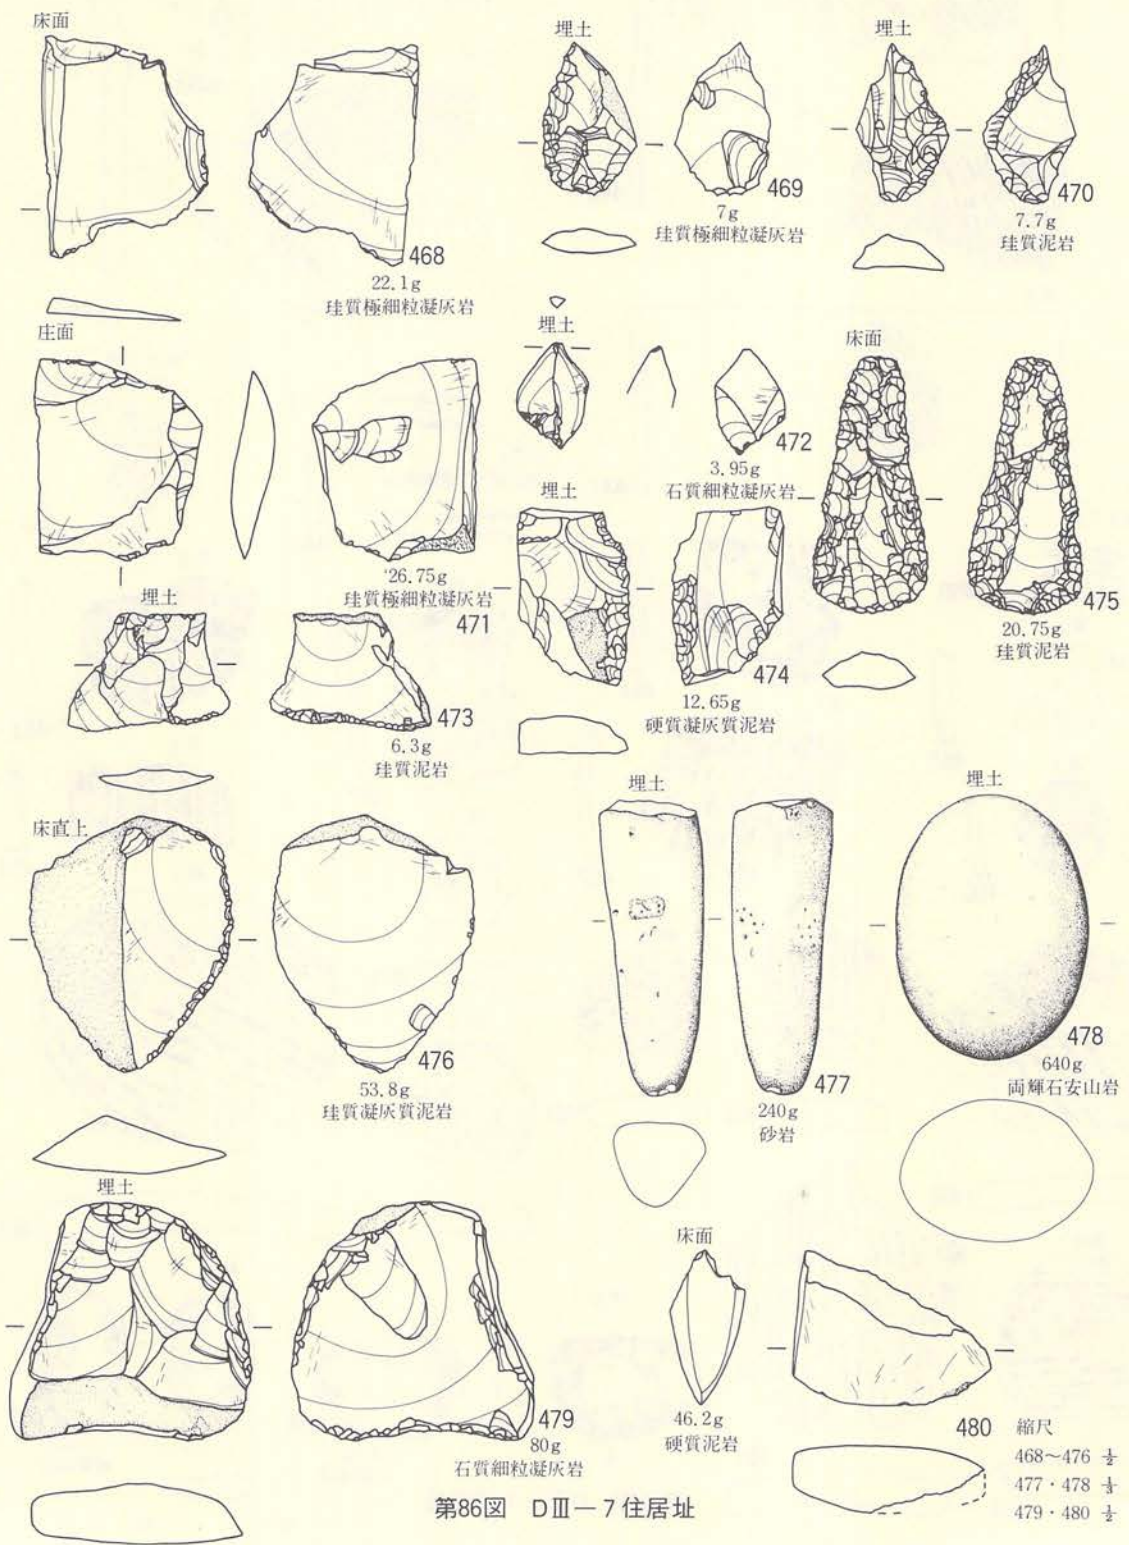 床面
468
22.1g
珪質極細粒凝灰岩
埋土
469
7g
珪質極細粒凝灰岩
埋土
470
7.7g
珪質泥岩
庄面
26.75g
珪質極細粒凝灰岩
471
埋土
472
3.95g
石質細粒凝灰岩
床面
475
20.75g
珪質泥岩
埋土
473
6.3g
珪質泥岩
埋土
474
12.65g
硬質凝灰質泥岩
床直上
476
53.8g
珪質凝灰質泥岩
埋土
477
240g
砂岩
埋土
478
640g
両輝石安山岩
埋土
479
80g
石質細粒凝灰岩
床面
46.2g
硬質泥岩
480
縮尺
468～476 ½
477・478 ⅓
479・480 ½
第86図 DⅢ―7住居址